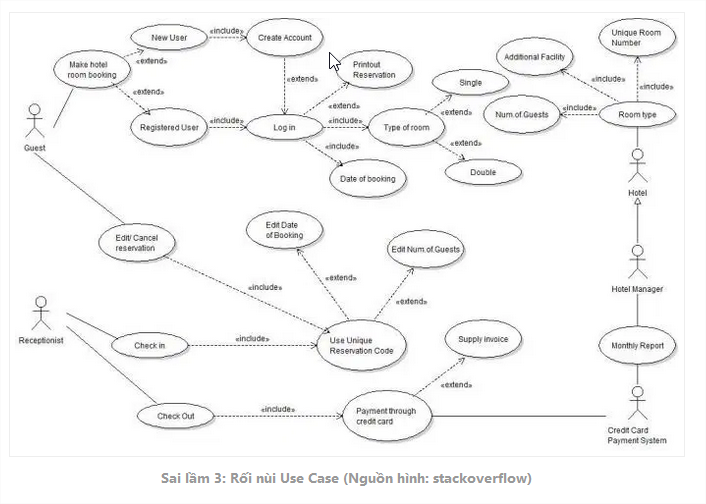 New User
«include»
Create Account
Unique Room
Number
Make hotel
room booking
«extend»
Printout
Reservation
Additional Facility
«include»
«include»
«extend»
«extend»
Single
«extend»
Num.of.Guests
«include»
Room type
Registered User
«include»
Log in
«include»
Type of room
«extend»
Guest
«include»
Date of booking
Double
Hotel
Edit/ Cancel
reservation
Edit Date
of Booking
Edit Num.of.Guests
«extend»
«include»
«extend»
Hotel Manager
Receptionist
Check in
«include»
Use Unique
Reservation Code
Supply invoice
Monthly Report
«extend»
Check Out
«include»
Payment through
credit card
Credit Card
Payment System
Sai lầm 3: Rối nùi Use Case (Nguồn hình: stackoverflow)